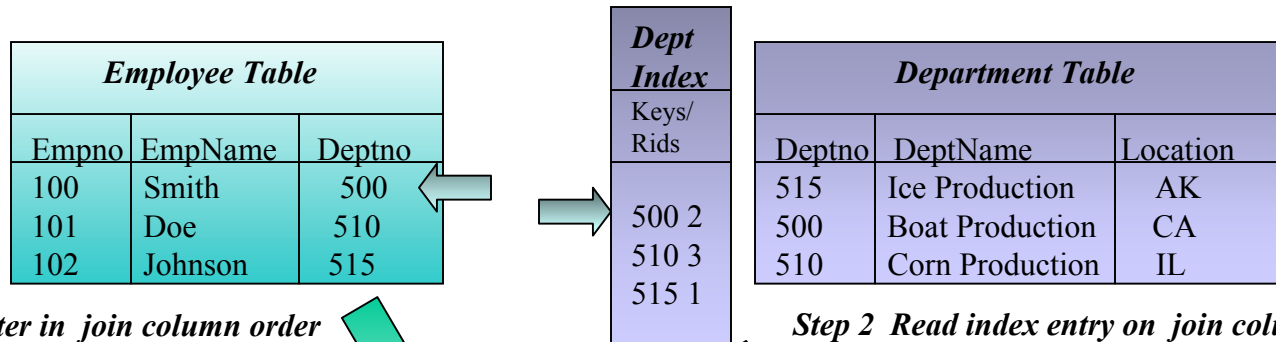 Employee Table
Empno EmpName Deptno
100 Smith 500
101 Doe 510
102 Johnson 515
Dept
Index
Keys/
Rids
500 2
510 3
515 1
Department Table
Deptno DeptName Location
515 Ice Production AK
500 Boat Production CA
510 Corn Production IL
in join column order
Step 2 Read index entry on join